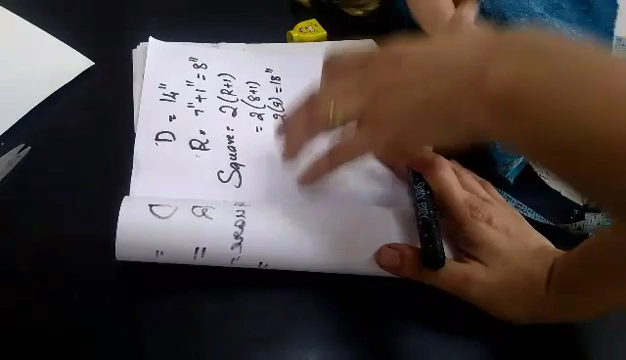 D = 14"
R = 7"+1" = 8"
Square: 2(R+1)
= 2(8+1)
2(9) = 18"